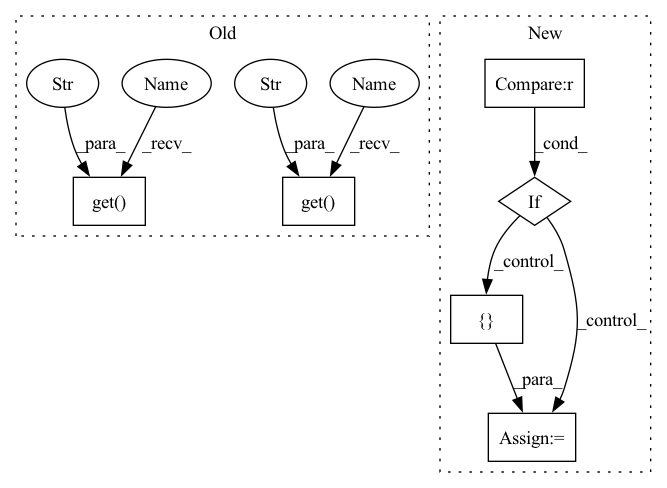 Old
New
Str
Name
Str
Name
Compare:r
_para_
_recv_
_para_
_recv_
_cond_
get()
get()
If
_control_
_control_
{}
_para_
Assign:=